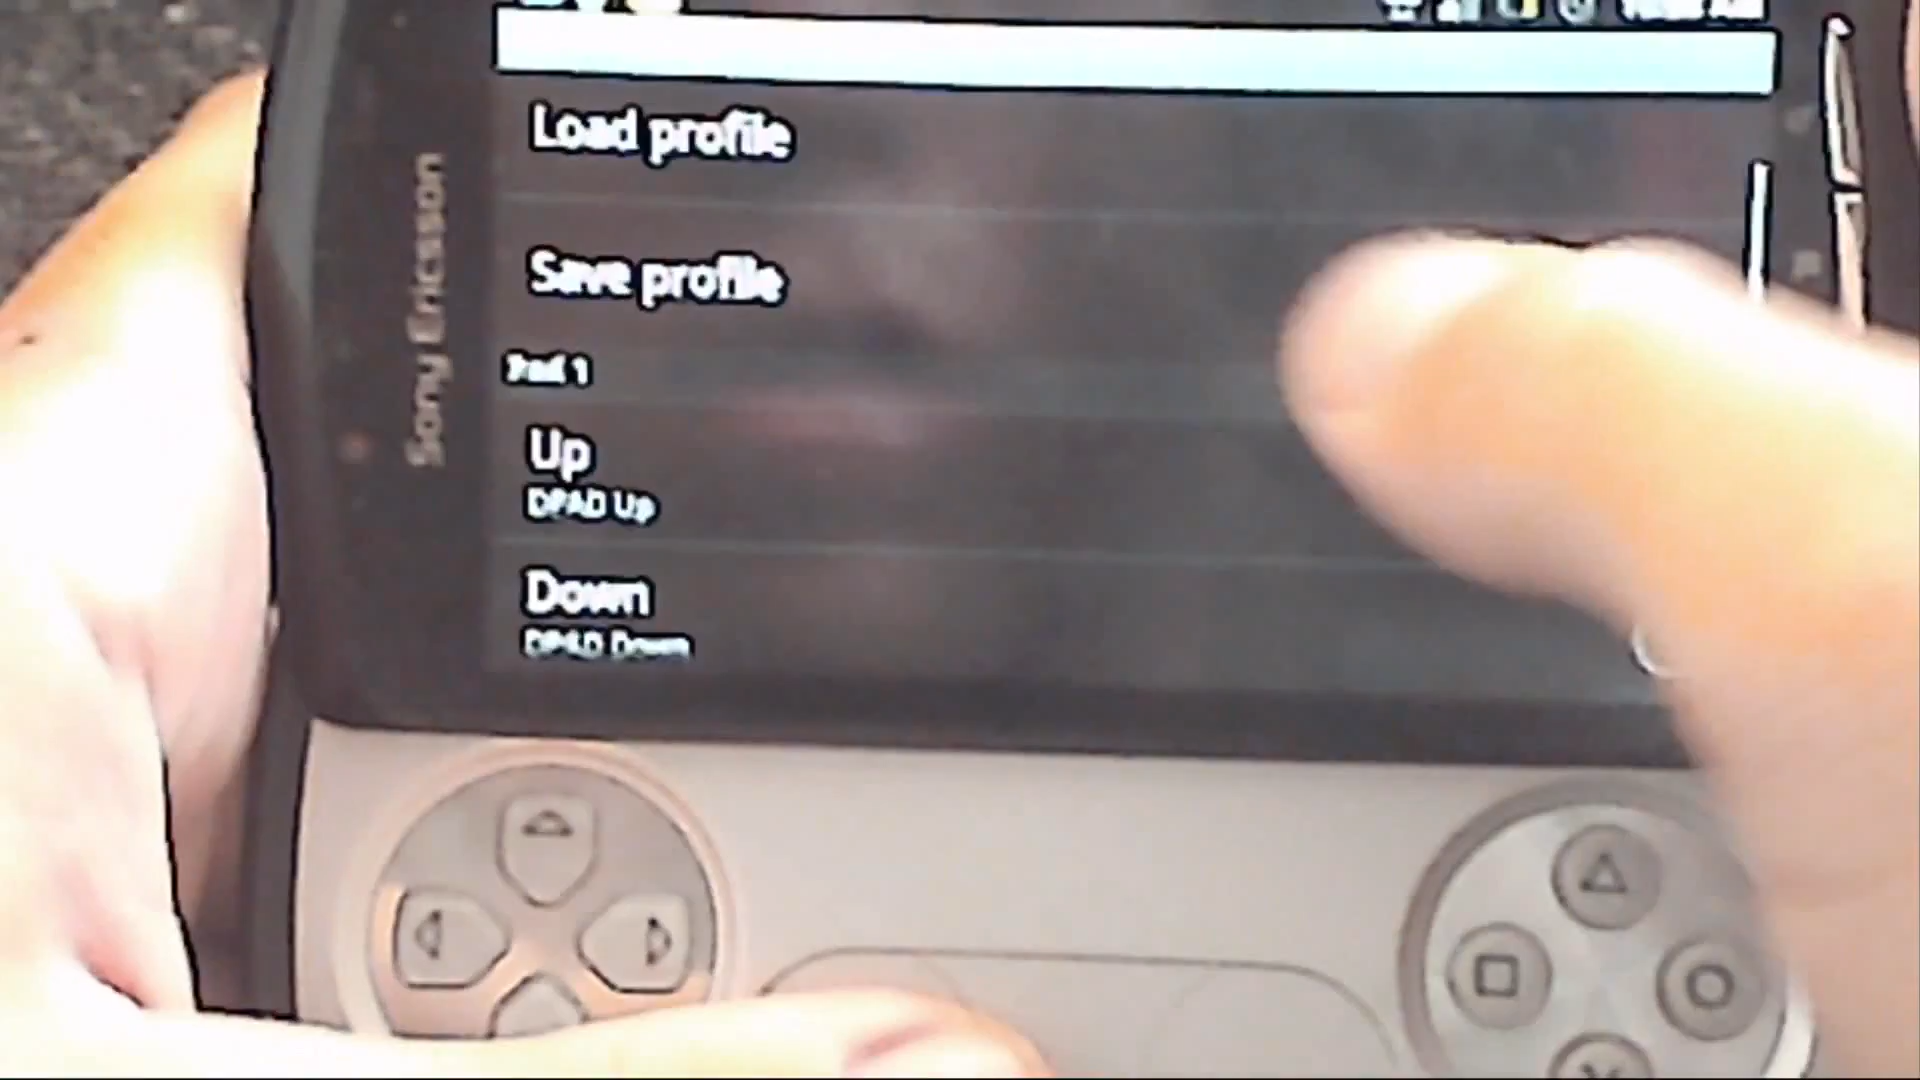 Load profile
Save profile
Pad 1
Up
DPAD Up
Down
DPAD Down
Sony Ericsson